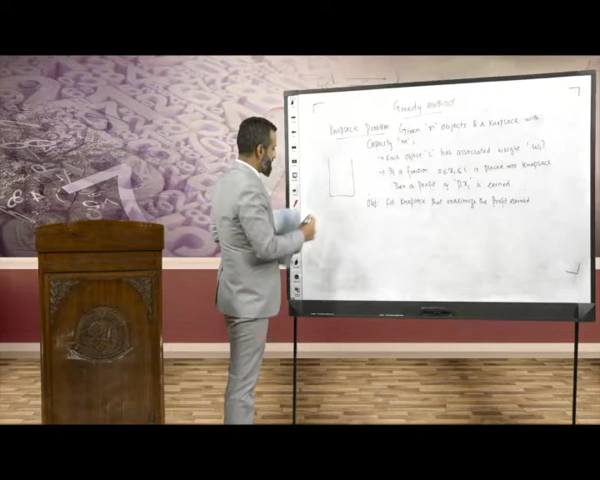 Greedy method
Knapsack Problem Given 'n' objects & a Knapsack with
Capacity 'm',
→ Each object 'i' has associated weight 'wi'
→ If a fraction 0≤xi≤1 is placed into Knapsack
then a profit of 'Pixi' is earned
Obj: Fill Knapsack that maximize the Profit earned